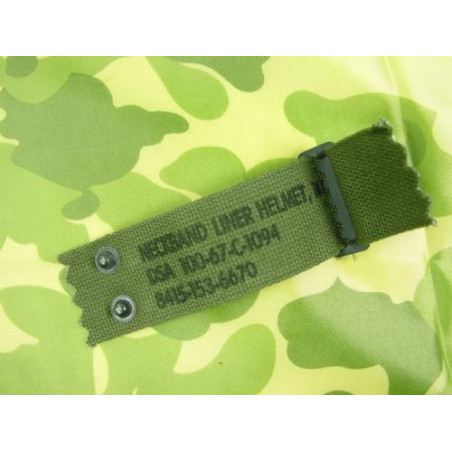 NECKBAND LINER HELMET,
DSA 100-67-C-1094
8415-153-6670